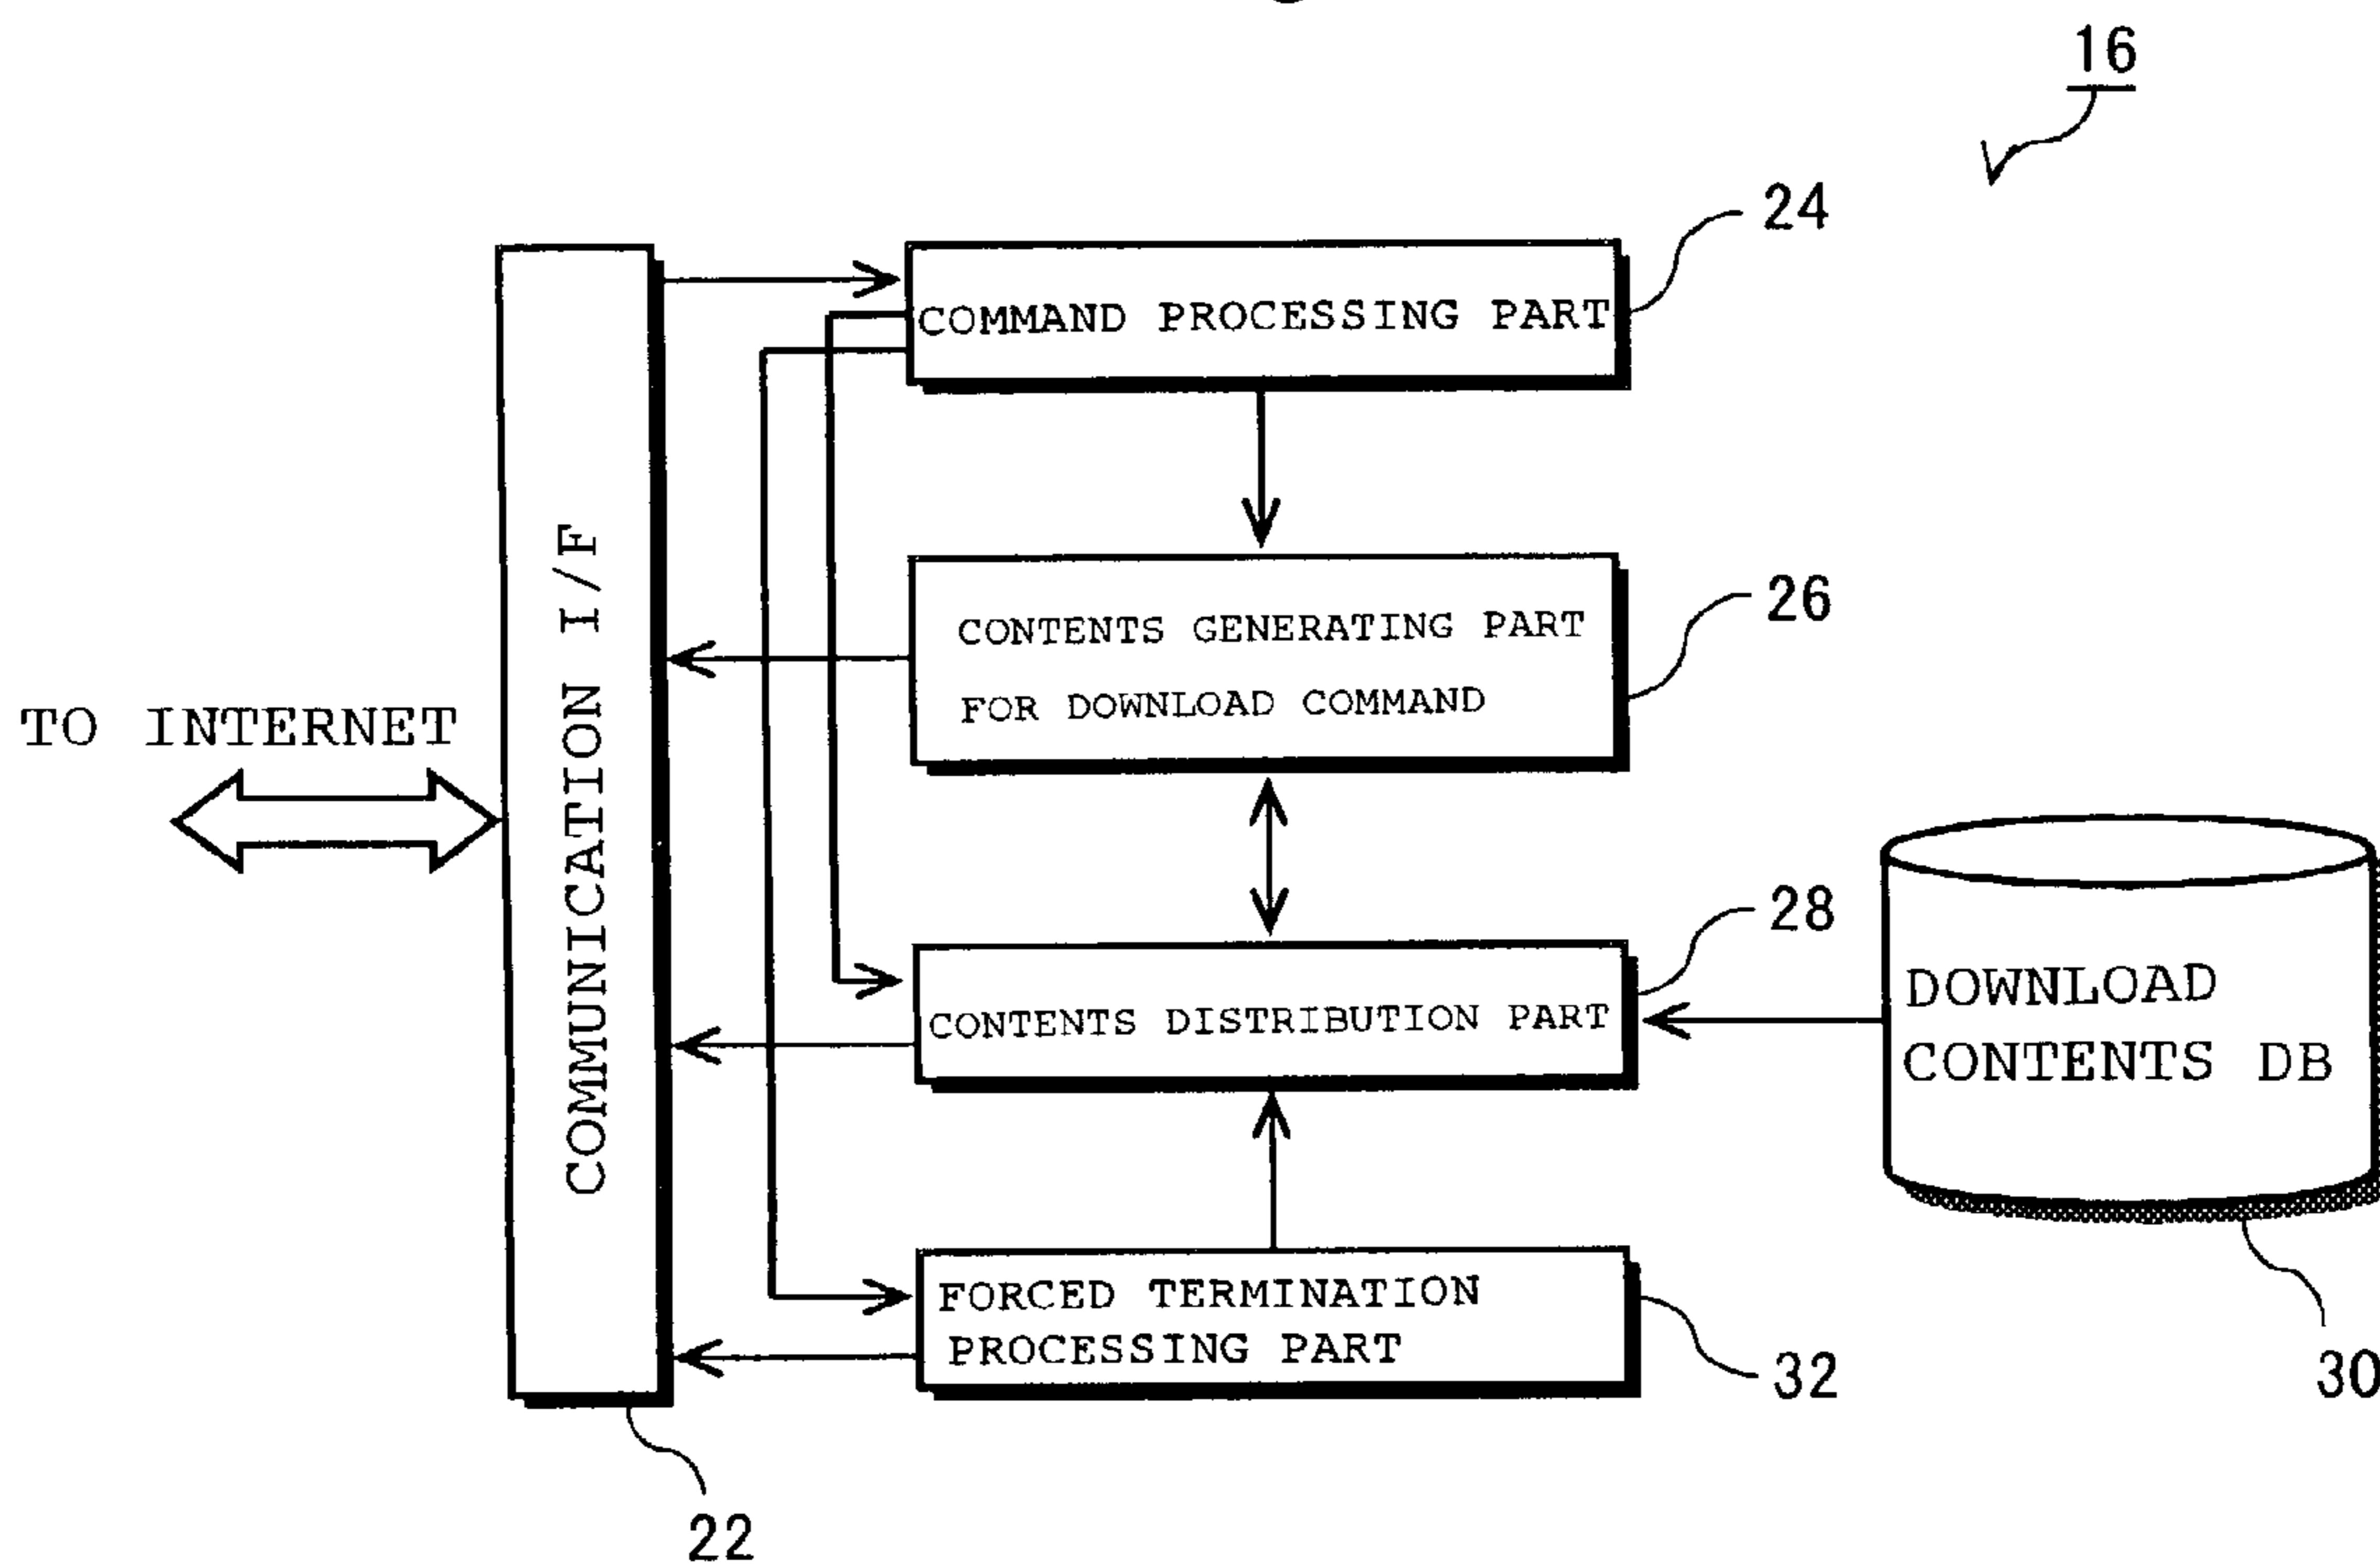 16
24
COMMAND PROCESSING PART
26
CONTENTS GENERATING PART
FOR DOWNLOAD COMMAND
TO INTERNET
COMMUNICATION I/F
28
CONTENTS DISTRIBUTION PART
DOWNLOAD
CONTENTS DB
FORCED TERMINATION
PROCESSING PART
32
30
22